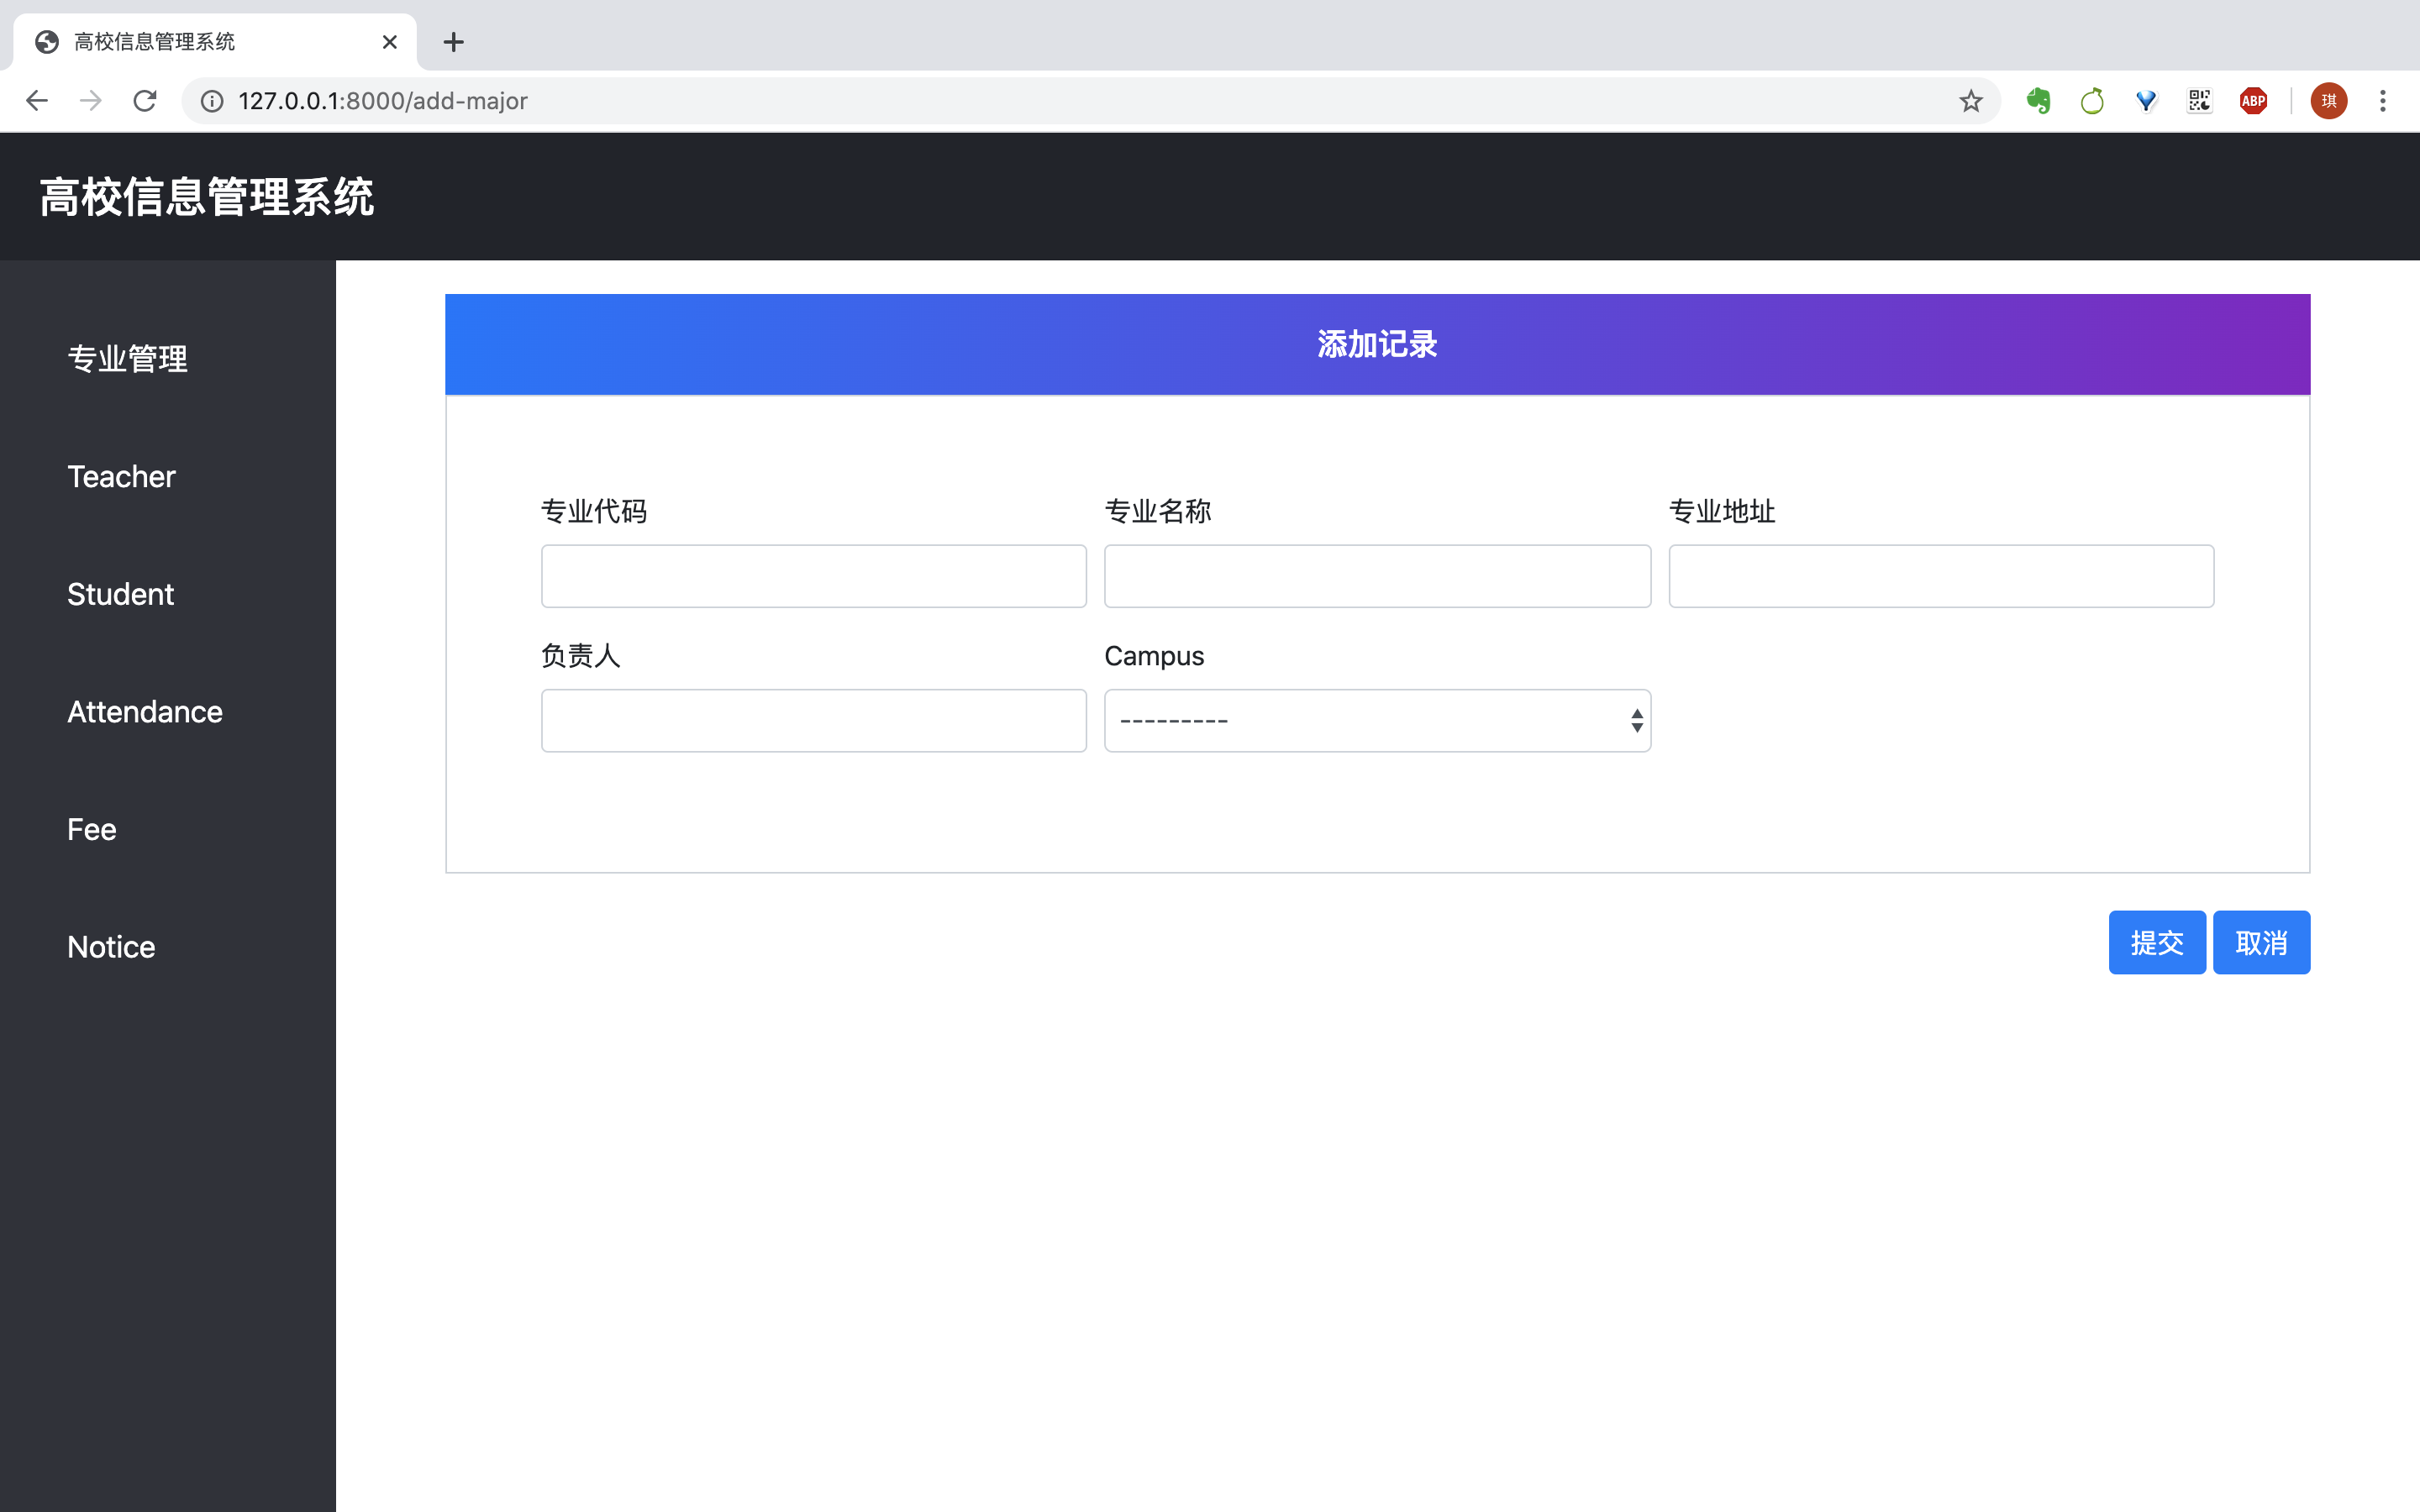 高校信息管理系统
127.0.0.1:8000/add-major
ABP
琪
高校信息管理系统
专业管理
Teacher
Student
Attendance
Fee
Notice
添加记录
专业代码
专业名称
专业地址
负责人
Campus
---------
提交
取消